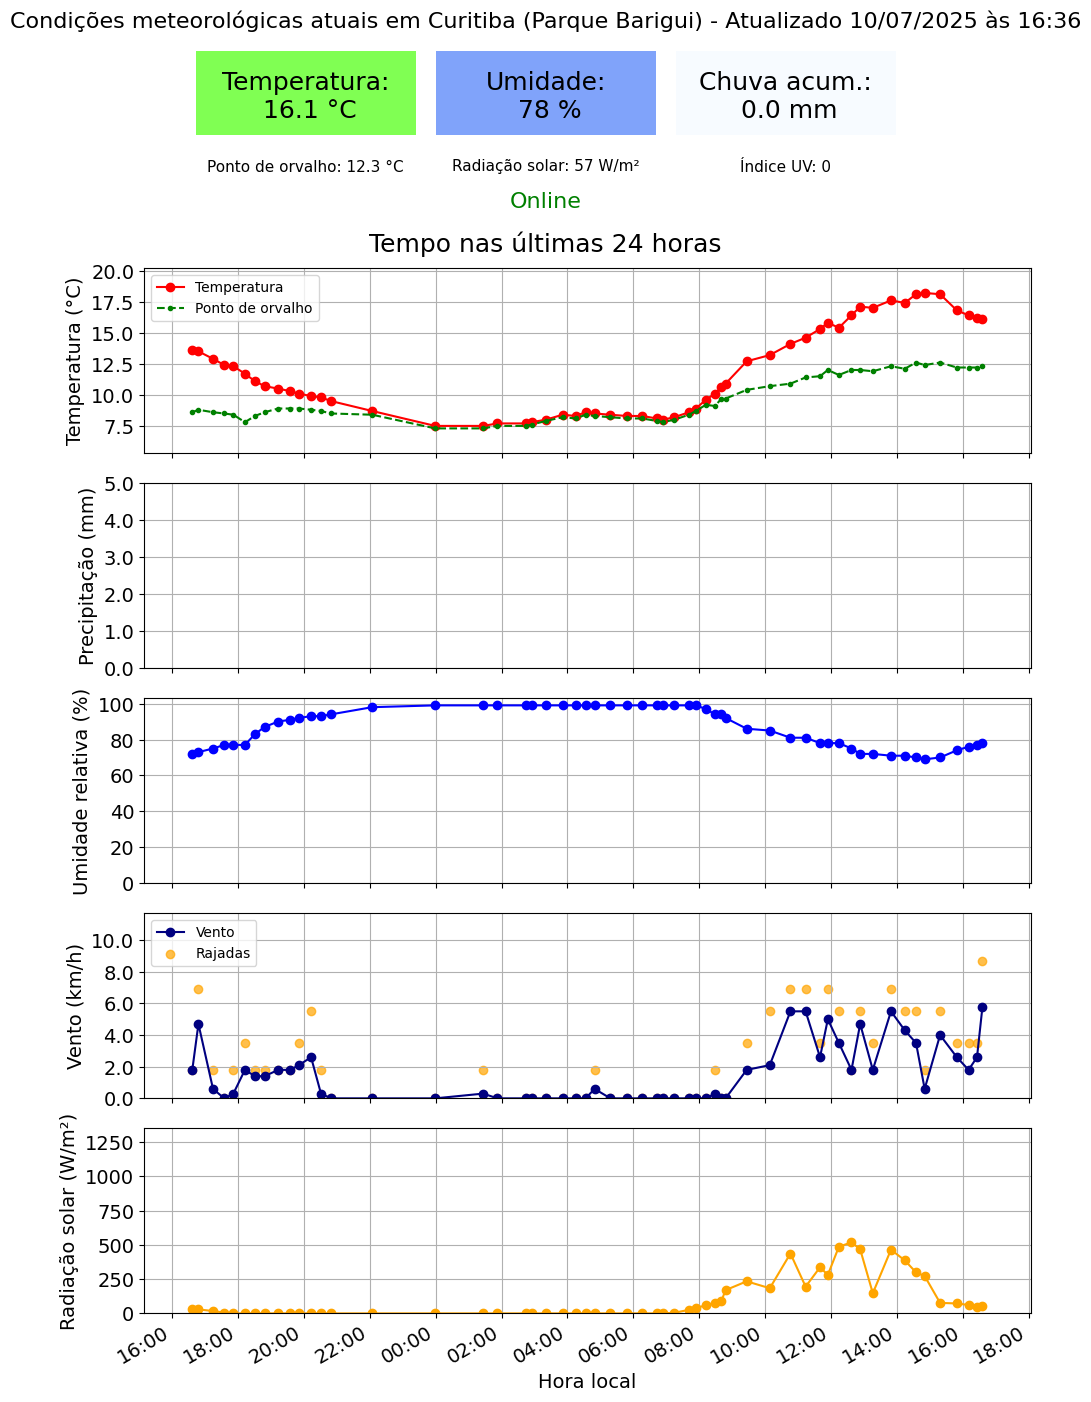 Condições meteorológicas atuais em Curitiba (Parque Barigui) - Atualizado 10/07/2025 às 16:36
Temperatura:
16.1 °C
Umidade:
78 %
Chuva acum.:
0.0 mm
Ponto de orvalho: 12.3 °C
Radiação solar: 57 W/m²
Índice UV: 0
Online
Tempo nas últimas 24 horas
Temperatura (°C)
20.0
17.5
15.0
12.5
10.0
7.5
Temperatura
Ponto de orvalho
Precipitação (mm)
5.0
4.0
3.0
2.0
1.0
0.0
Umidade relativa (%)
100
80
60
40
20
0
Vento (km/h)
10.0
8.0
6.0
4.0
2.0
0.0
Vento
Rajadas
Radiação solar (W/m²)
1250
1000
750
500
250
0
16:00
18:00
20:00
22:00
00:00
02:00
04:00
06:00
08:00
10:00
12:00
14:00
16:00
18:00
Hora local